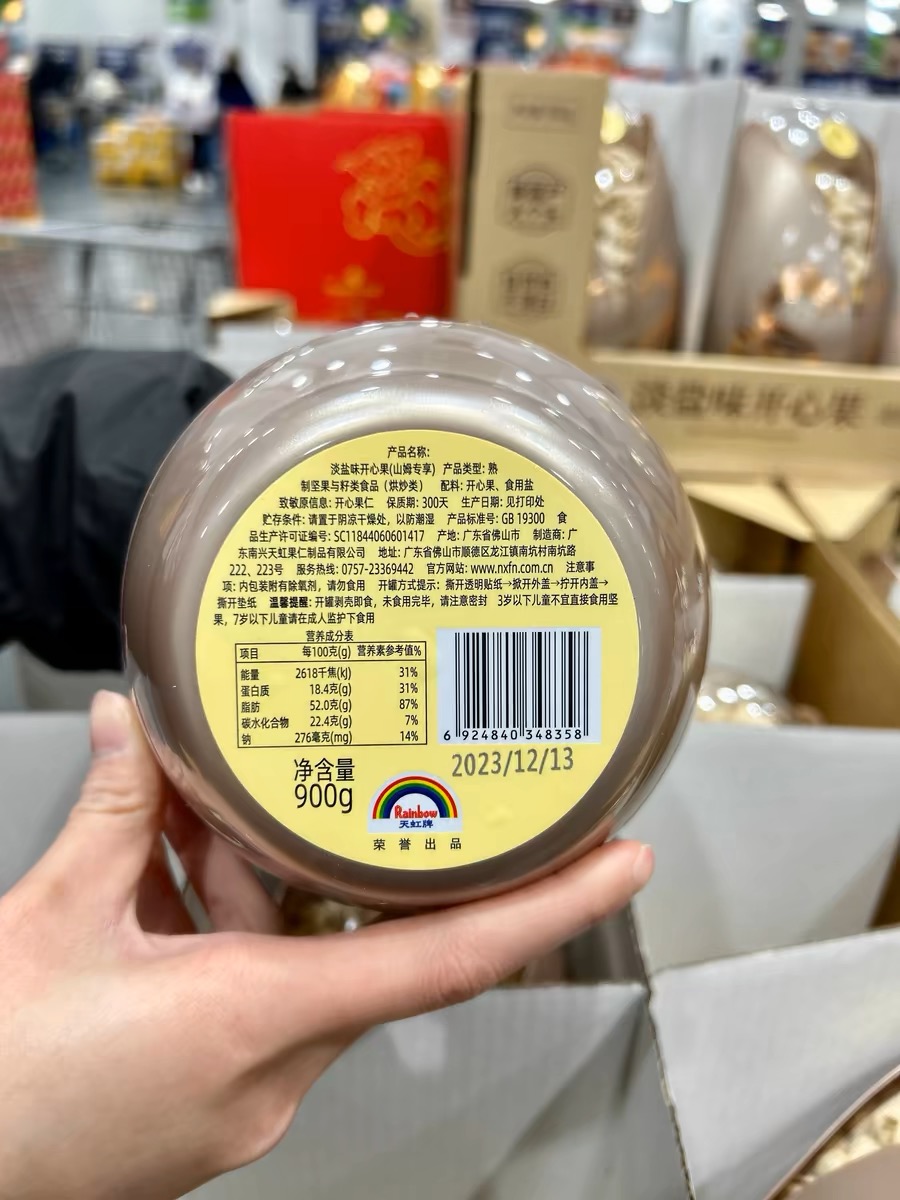 产品名称:
淡盐味开心果(山姆专享) 产品类型: 熟
制坚果与籽类食品(烘炒类) 配料: 开心果、食用盐
致敏原信息: 开心果仁 保质期: 300天 生产日期: 见打印处
贮存条件: 请置于阴凉干燥处, 以防潮湿 产品标准号: GB 19300 食
品生产许可证编号: SC11844060601417 产地: 广东省佛山市 制造商: 广
东南兴天虹果仁制品有限公司 地址: 广东省佛山市顺德区龙江镇南坑村南坑路
222、223号 服务热线: 0757-23369442 官方网站: www.nxfn.com.cn 注意事
项: 内包装附有除氧剂, 请勿食用 开罐方式提示: 撕开透明贴纸→掀开外盖→拧开内盖→
撕开垫纸 温馨提醒: 开罐剥壳即食, 未食用完毕, 请注意密封 3岁以下儿童不宜直接食用坚
果, 7岁以下儿童请在成人监护下食用
营养成分表
项目 每100克(g) 营养素参考值%
能量 2618千焦(kJ) 31%
蛋白质 18.4克(g) 31%
脂肪 52.0克(g) 87%
碳水化合物 22.4克(g) 7%
钠 276毫克(mg) 14%
6 924840 348358
2023/12/13
净含量
900g
Rainbow
天虹牌
荣誉出品
淡盐味开心果